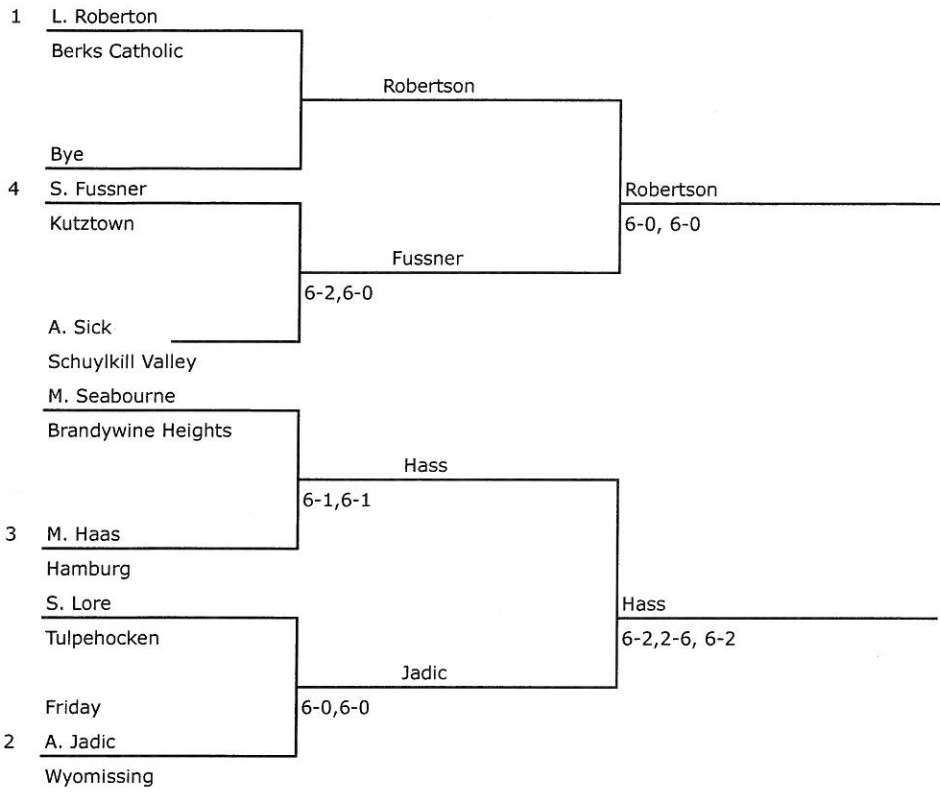 1 L. Roberton
Berks Catholic
Robertson
Bye
4 S. Fussner
Robertson
Kutztown
6-0, 6-0
Fussner
6-2,6-0
A. Sick
Schuylkill Valley
M. Seabourne
Brandywine Heights
Hass
6-1,6-1
3 M. Haas
Hamburg
S. Lore
Hass
Tulpehocken
6-2,2-6, 6-2
Jadic
Friday
6-0,6-0
2 A. Jadic
Wyomissing